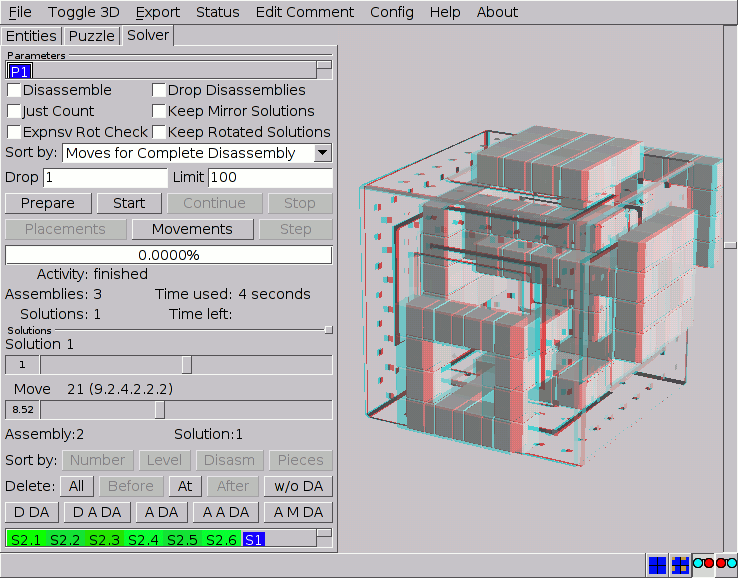 File Toggle 3D Export Status Edit Comment Config Help About
Entities Puzzle Solver
Parameters
P1
Disassemble Drop Disassemblies
Just Count Keep Mirror Solutions
Expnsv Rot Check Keep Rotated Solutions
Sort by: Moves for Complete Disassembly
Drop 1 Limit 100
Prepare Start Continue Stop
Placements Movements Step
0.0000%
Activity: finished
Assemblies: 3 Time used: 4 seconds
Solutions: 1 Time left:
Solutions
Solution 1
1
Move 21 (9.2.4.2.2.2)
8.52
Assembly:2 Solution:1
Sort by: Number Level Disasm Pieces
Delete: All Before At After w/o DA
D DA D A DA A DA A A DA A M DA
S2.1 S2.2 S2.3 S2.4 S2.5 S2.6 S1